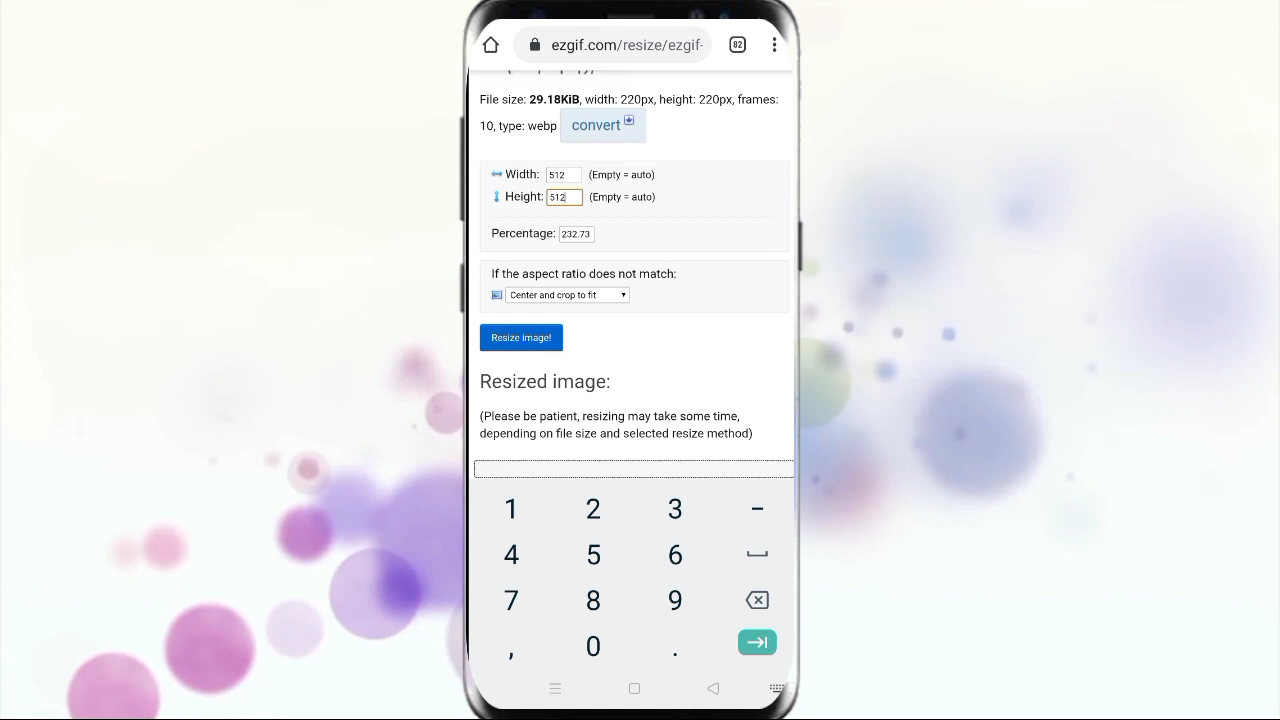 ezgif.com/resize/ezgif-
82
File size: 29.18KiB, width: 220px, height: 220px, frames:
10, type: webp convert
Width: 512 (Empty = auto)
Height: 512 (Empty = auto)
Percentage: 232.73
If the aspect ratio does not match:
Center and crop to fit
Resize image!
Resized image:
(Please be patient, resizing may take some time,
depending on file size and selected resize method)
1 2 3 -
4 5 6
7 8 9
, 0 .